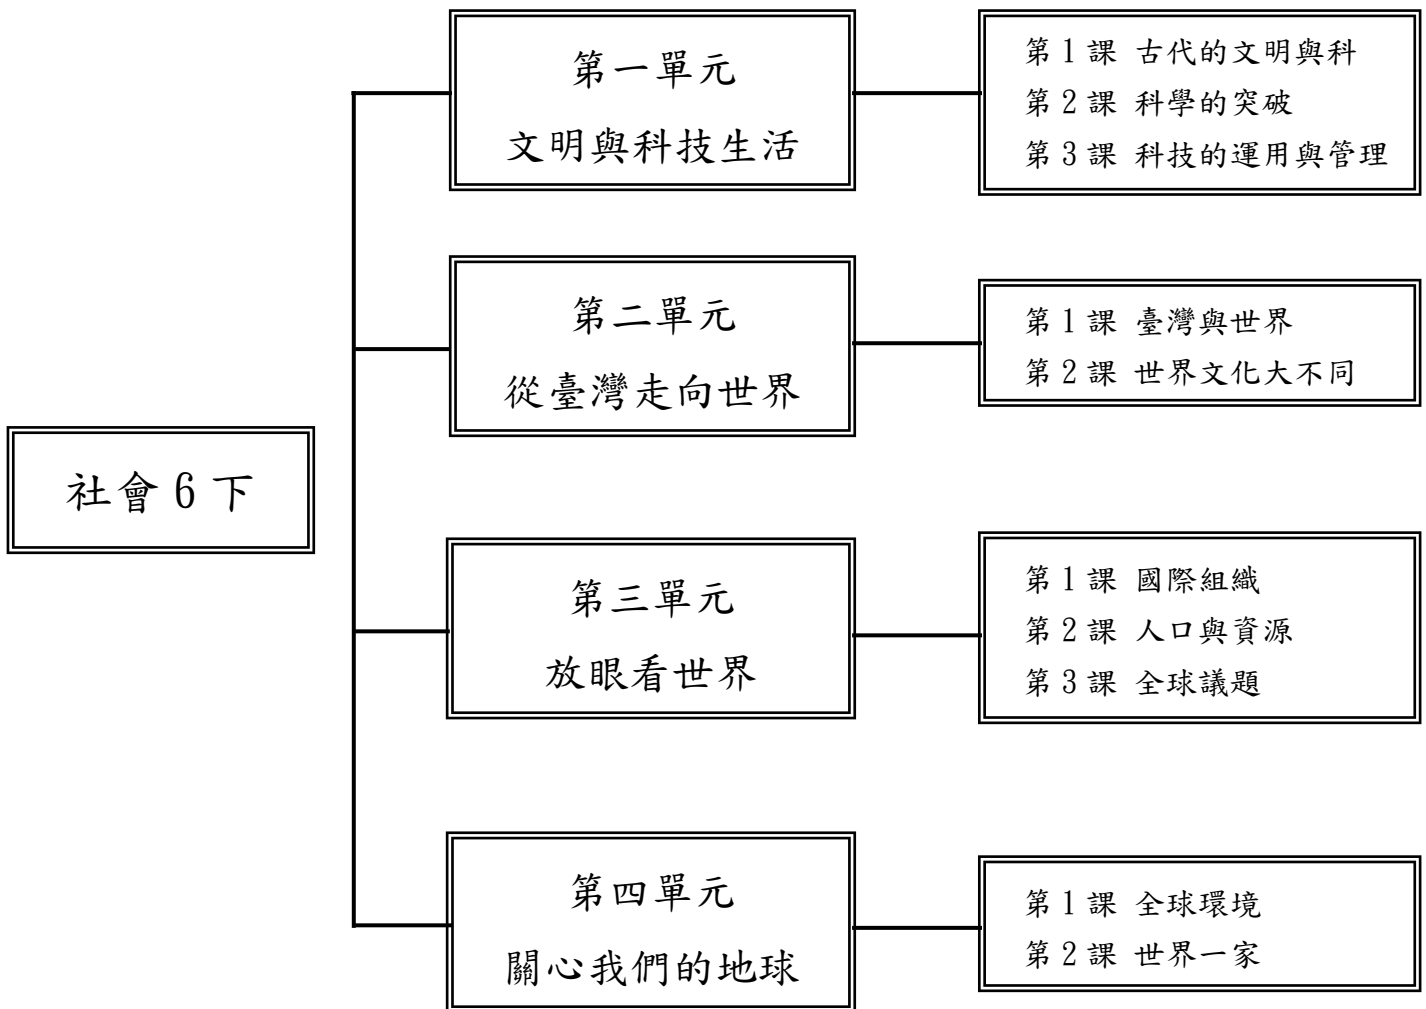 社會6下
第一單元
文明與科技生活
第1課 古代的文明與科
第2課 科學的突破
第3課 科技的運用與管理
第二單元
從臺灣走向世界
第1課 臺灣與世界
第2課 世界文化大不同
第三單元
放眼看世界
第1課 國際組織
第2課 人口與資源
第3課 全球議題
第四單元
關心我們的地球
第1課 全球環境
第2課 世界一家